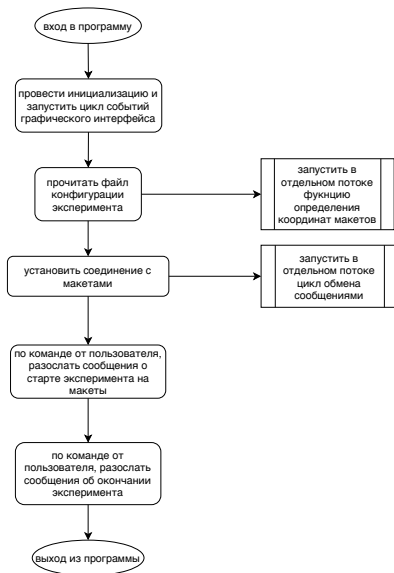 вход в программу
провести инициализацию и
запустить цикл событий
графического интерфейса
прочитать файл
конфигурации
эксперимента
запустить в
отдельном потоке
фукнцию
определения
координат макетов
установить соединение с
макетами
запустить в
отдельном потоке
цикл обмена
сообщениями
по команде от пользователя,
разослать сообщения о
старте эксперимента на
макеты
по команде от
пользователя, разослать
сообщения об окончании
эксперимента
выход из программы